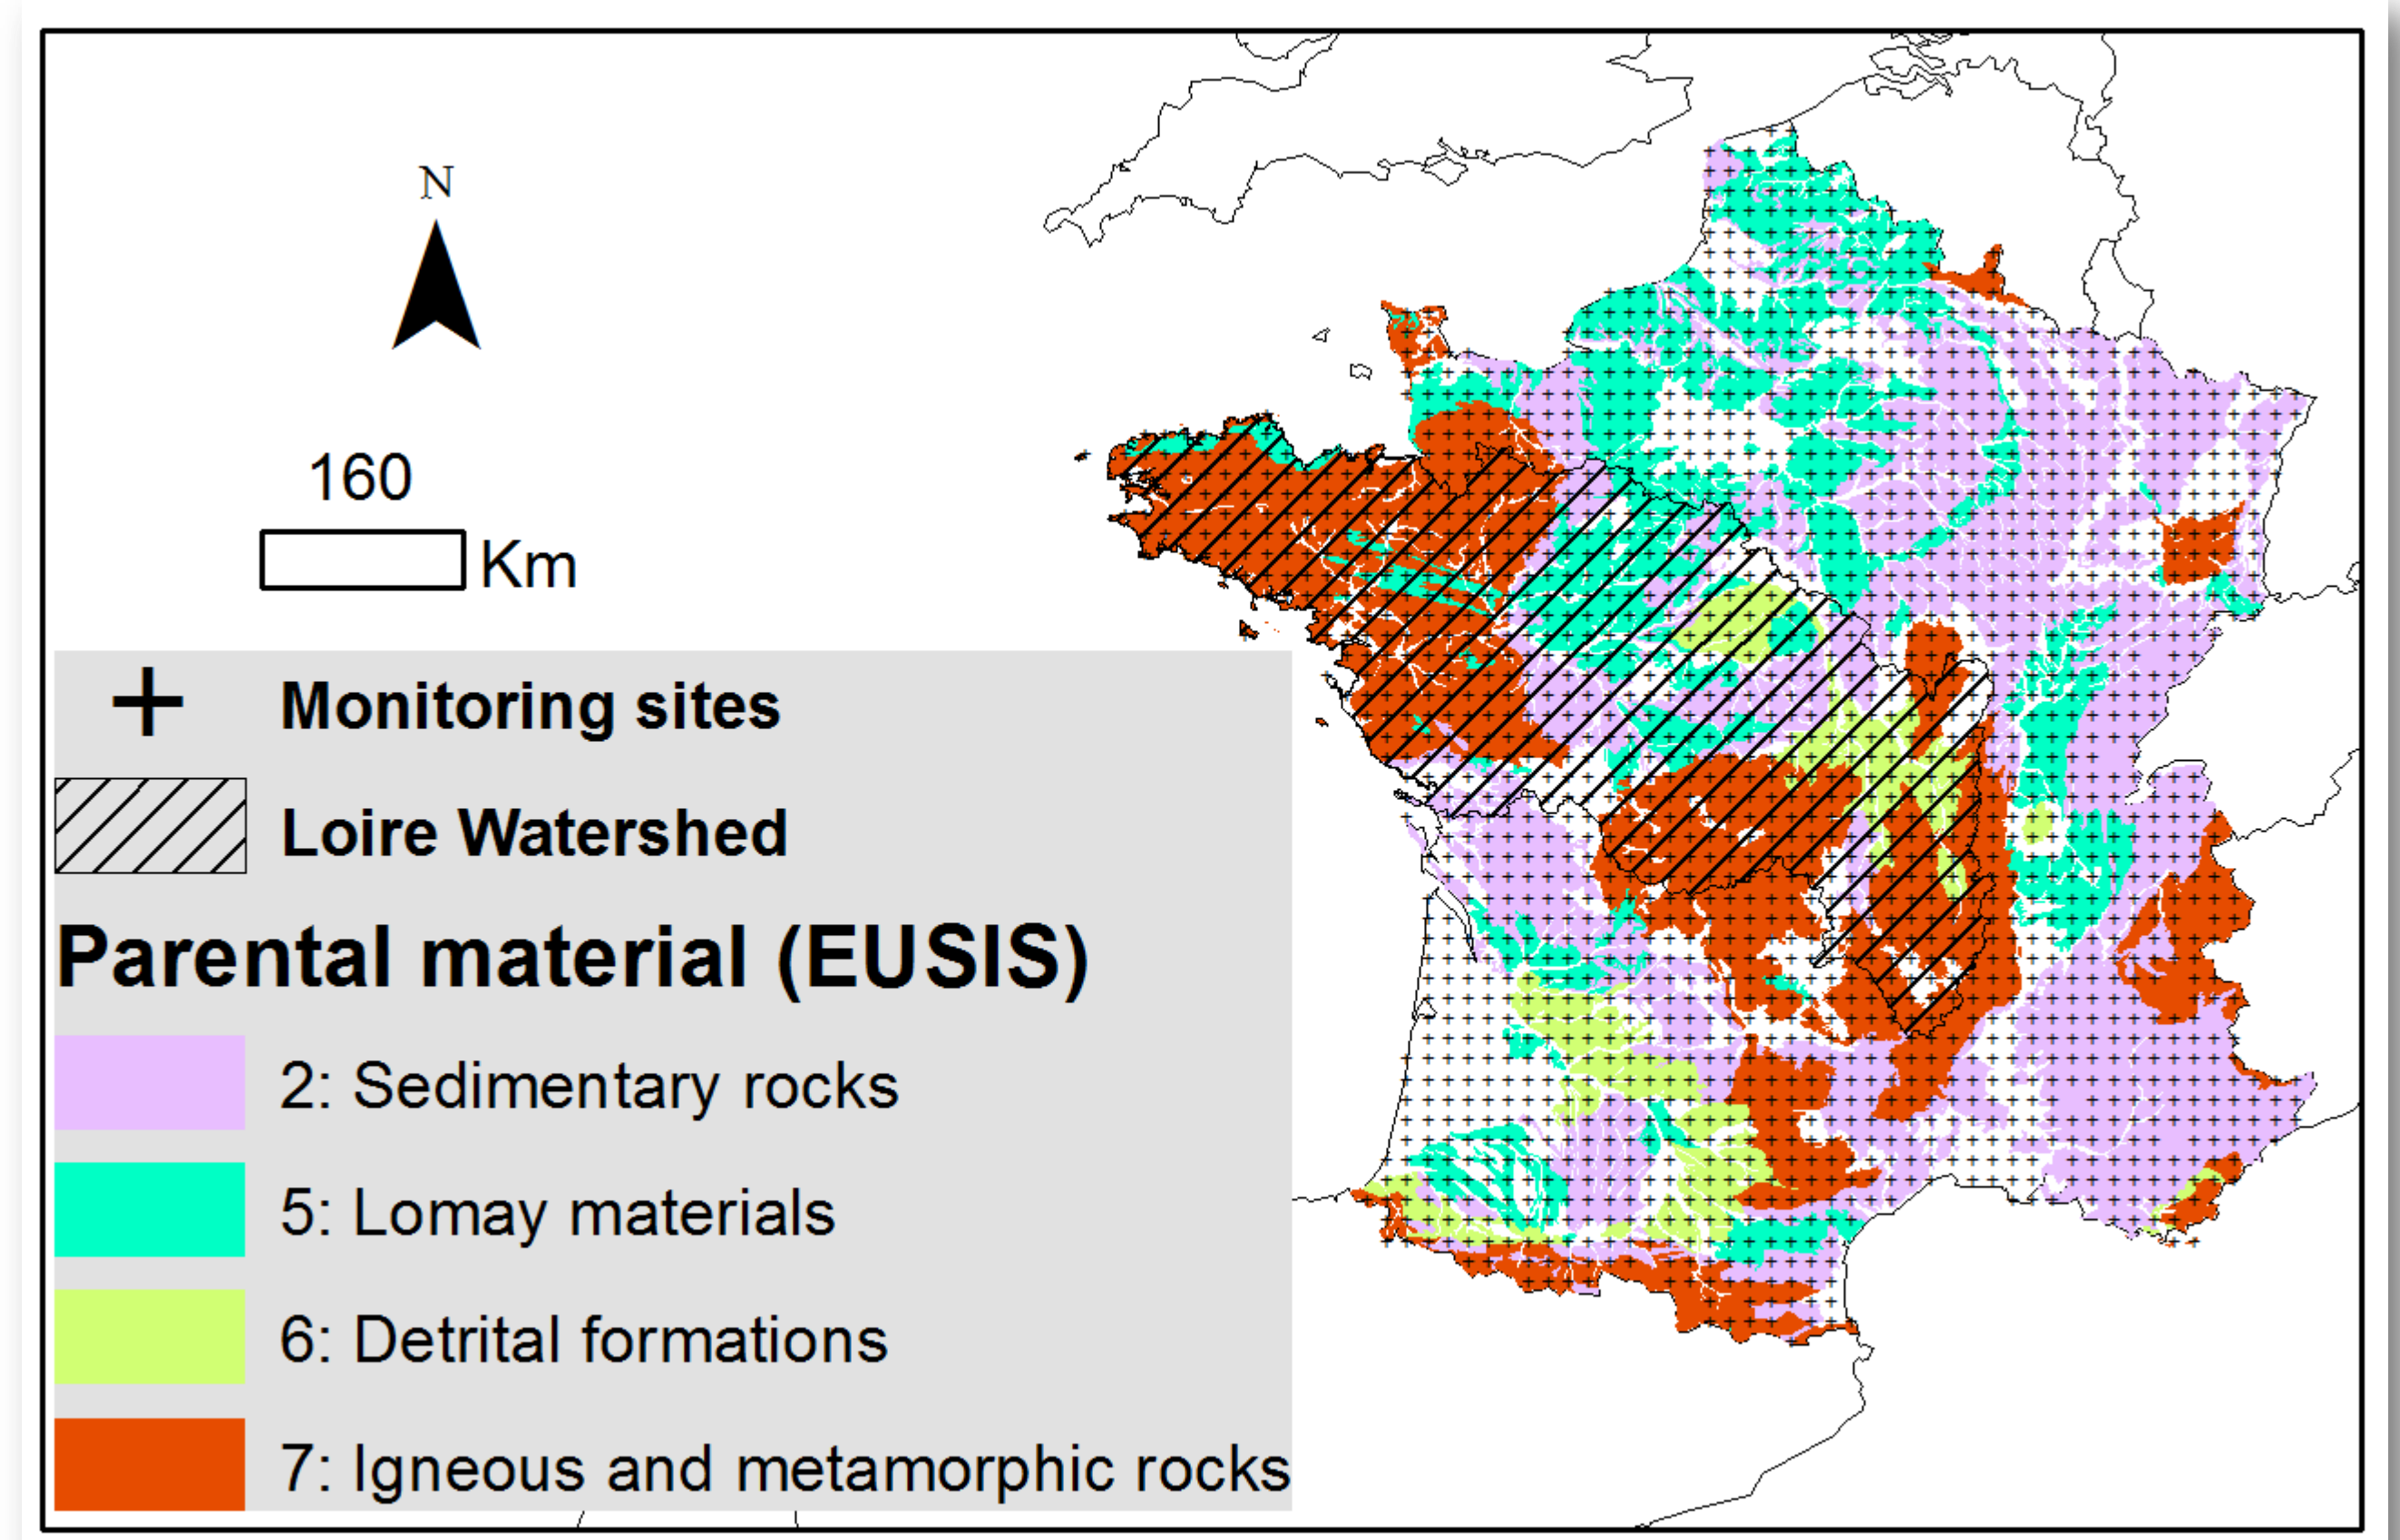 N
160
Km
Monitoring sites
Loire Watershed
Parental material (EUSIS)
2: Sedimentary rocks
5: Lomay materials
6: Detrital formations
7: Igneous and metamorphic rocks